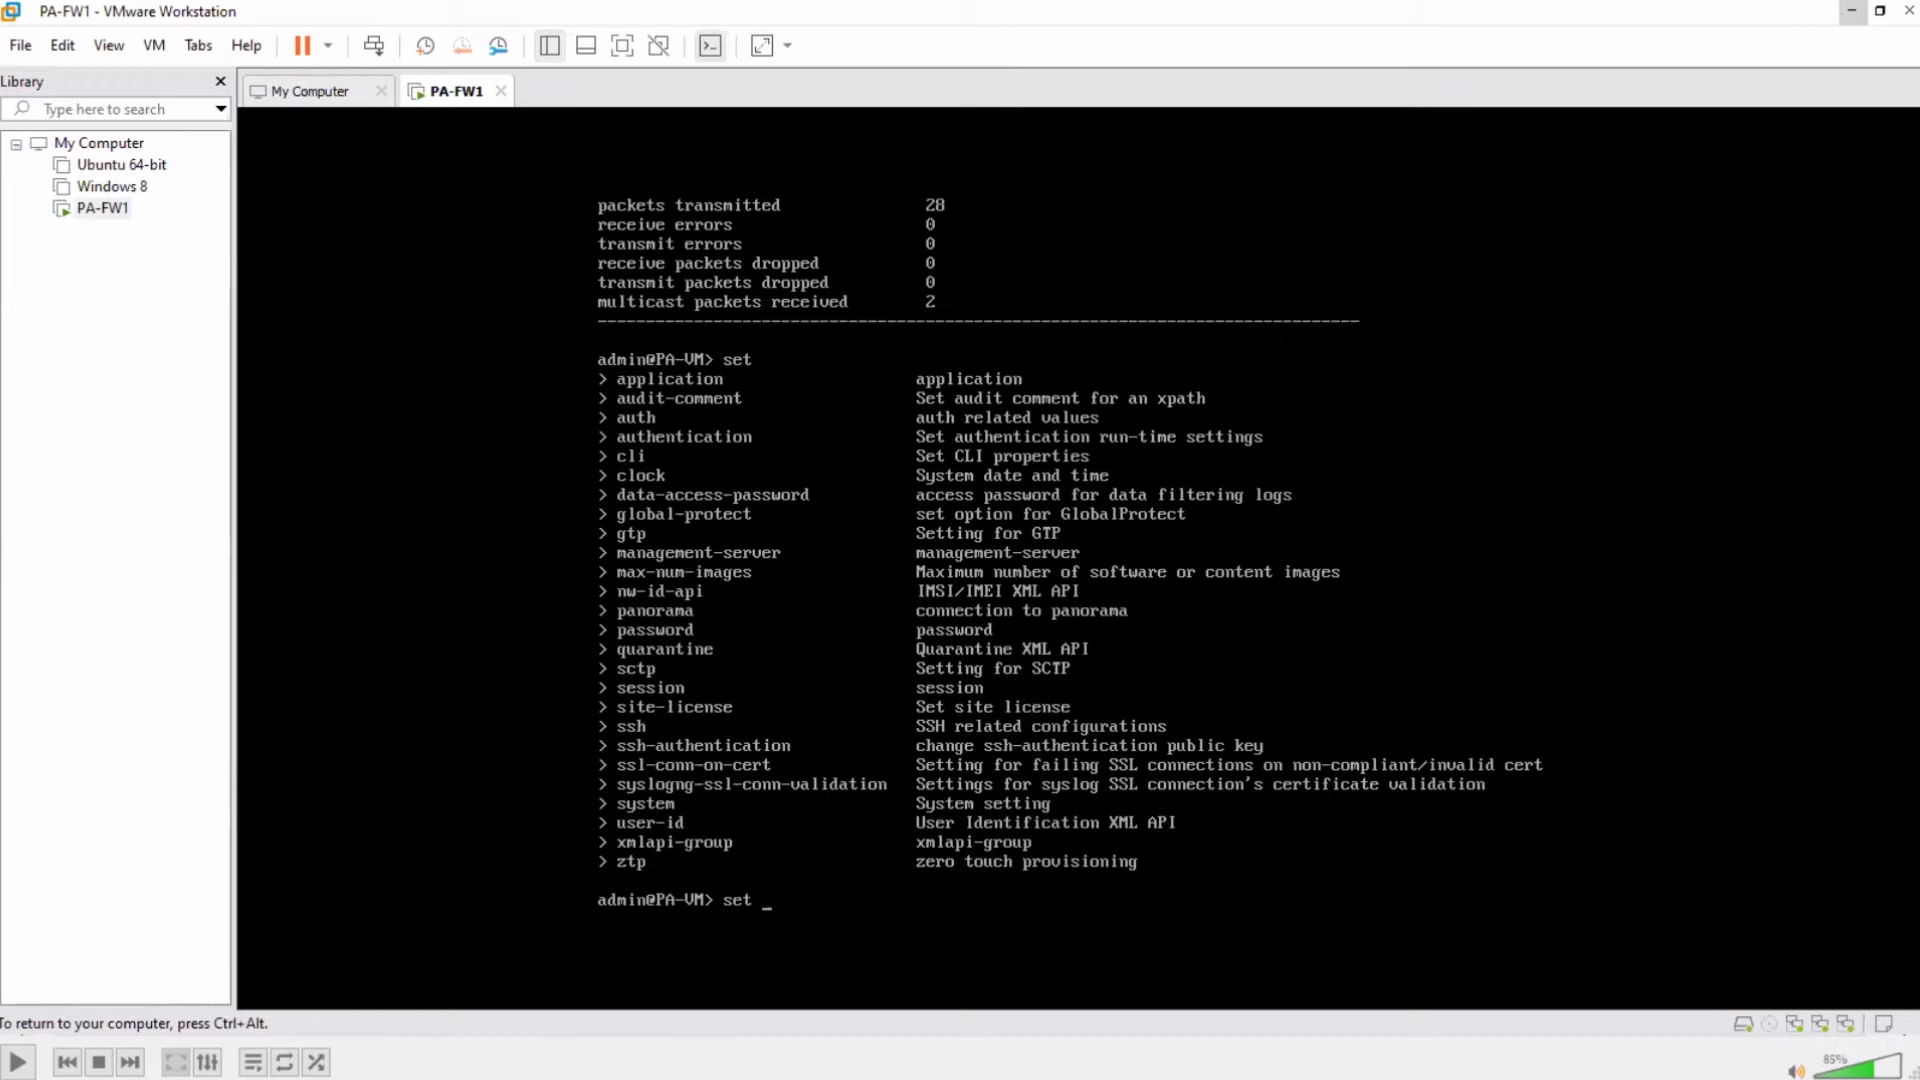 PA-FW1 - VMware Workstation
File Edit View VM Tabs Help
Library
Type here to search
My Computer
Ubuntu 64-bit
Windows 8
PA-FW1
My Computer
PA-FW1
packets transmitted 28
receive errors 0
transmit errors 0
receive packets dropped 0
transmit packets dropped 0
multicast packets received 2
--------------------------------------------------------------------------------
admin@PA-VM> set
> application application
> audit-comment Set audit comment for an xpath
> auth auth related values
> authentication Set authentication run-time settings
> cli Set CLI properties
> clock System date and time
> data-access-password access password for data filtering logs
> global-protect set option for GlobalProtect
> gtp Setting for GTP
> management-server management-server
> max-num-images Maximum number of software or content images
> nw-id-api IMSI/IMEI XML API
> panorama connection to panorama
> password password
> quarantine Quarantine XML API
> sctp Setting for SCTP
> session session
> site-license Set site license
> ssh SSH related configurations
> ssh-authentication change ssh-authentication public key
> ssl-conn-on-cert Setting for failing SSL connections on non-compliant/invalid cert
> syslogng-ssl-conn-validation Settings for syslog SSL connection's certificate validation
> system System setting
> user-id User Identification XML API
> xmlapi-group xmlapi-group
> ztp zero touch provisioning
admin@PA-VM> set _
To return to your computer, press Ctrl+Alt.
85%